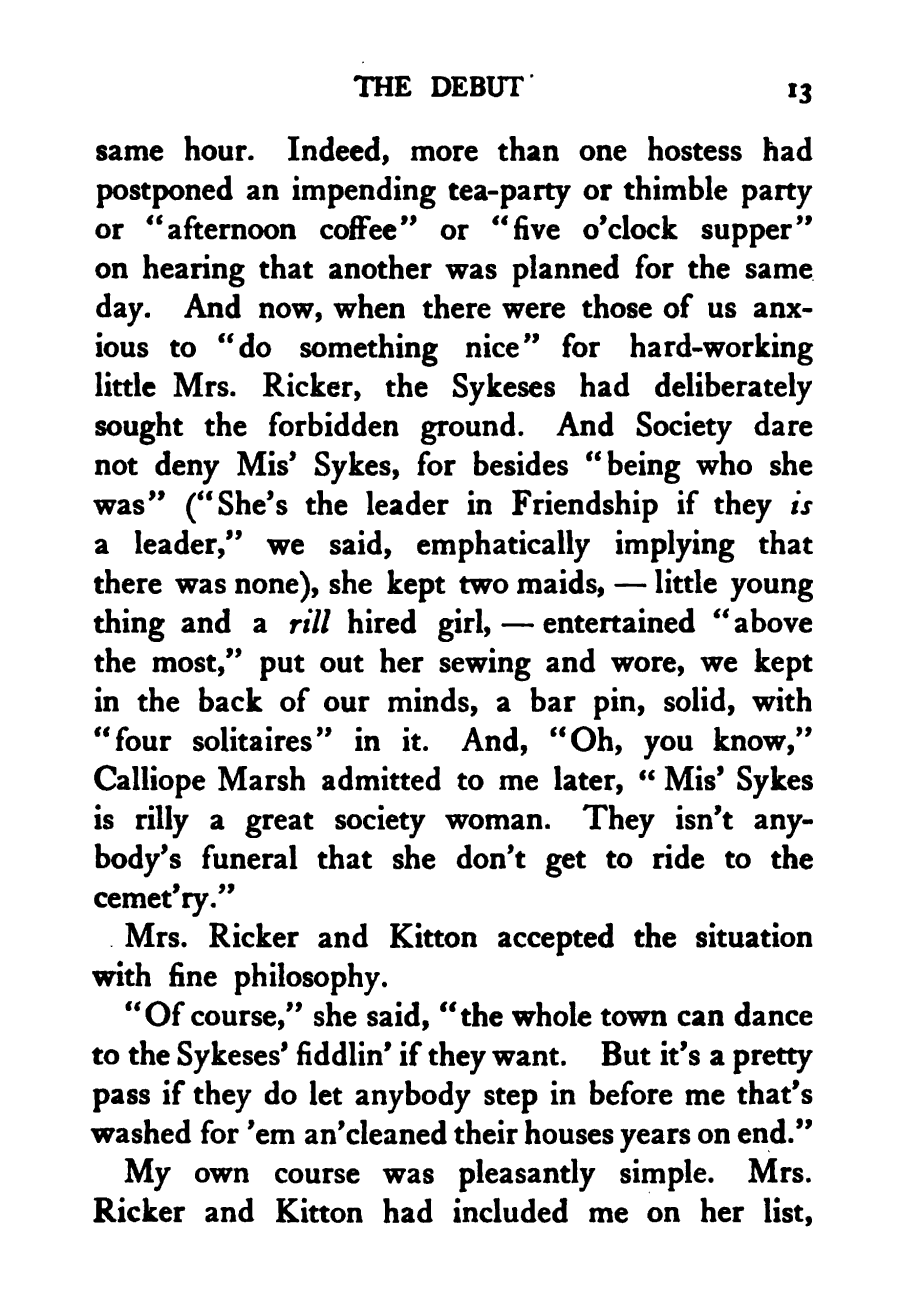 THE DEBUT 13
same hour. Indeed, more than one hostess had
postponed an impending tea-party or thimble party
or “afternoon coffee” or “five o’clock supper”
on hearing that another was planned for the same
day. And now, when there were those of us anx-
ious to “do something nice” for hard-working
little Mrs. Ricker, the Sykeses had deliberately
sought the forbidden ground. And Society dare
not deny Mis’ Sykes, for besides “being who she
was” (“She’s the leader in Friendship if they is
a leader,” we said, emphatically implying that
there was none), she kept two maids, — little young
thing and a rill hired girl, — entertained “above
the most,” put out her sewing and wore, we kept
in the back of our minds, a bar pin, solid, with
“four solitaires” in it. And, “Oh, you know,”
Calliope Marsh admitted to me later, “ Mis’ Sykes
is rilly a great society woman. They isn’t any-
body’s funeral that she don’t get to ride to the
cemet’ry.”
Mrs. Ricker and Kitton accepted the situation
with fine philosophy.
“Of course,” she said, “the whole town can dance
to the Sykeses’ fiddlin’ if they want. But it’s a pretty
pass if they do let anybody step in before me that’s
washed for ’em an’cleaned their houses years on end.”
My own course was pleasantly simple. Mrs.
Ricker and Kitton had included me on her list,